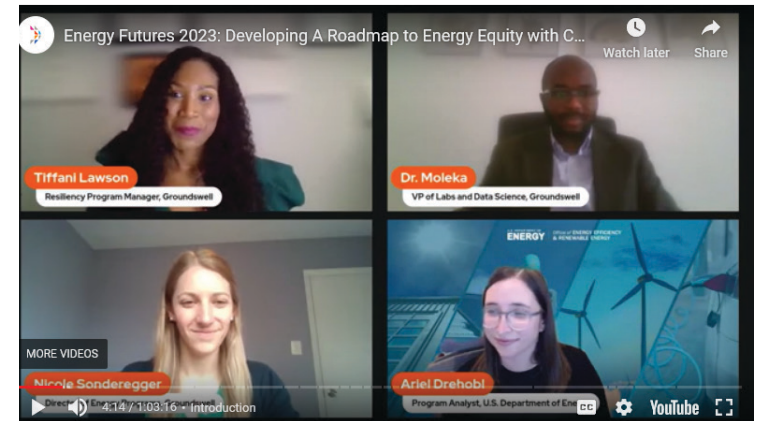 Energy Futures 2023: Developing A Roadmap to Energy Equity with C...
Watch later
Share
Tiffani Lawson
Resiliency Program Manager, Groundswell
Dr. Moleka
VP of Labs and Data Science, Groundswell
ENERGY
Office of ENERGY EFFICIENCY
& RENEWABLE ENERGY
MORE VIDEOS
Nicole Sonderegger
Ariel Drehobl
Program Analyst, U.S. Department of
4:14 / 1:03:16 • Introduction
CC
YouTube